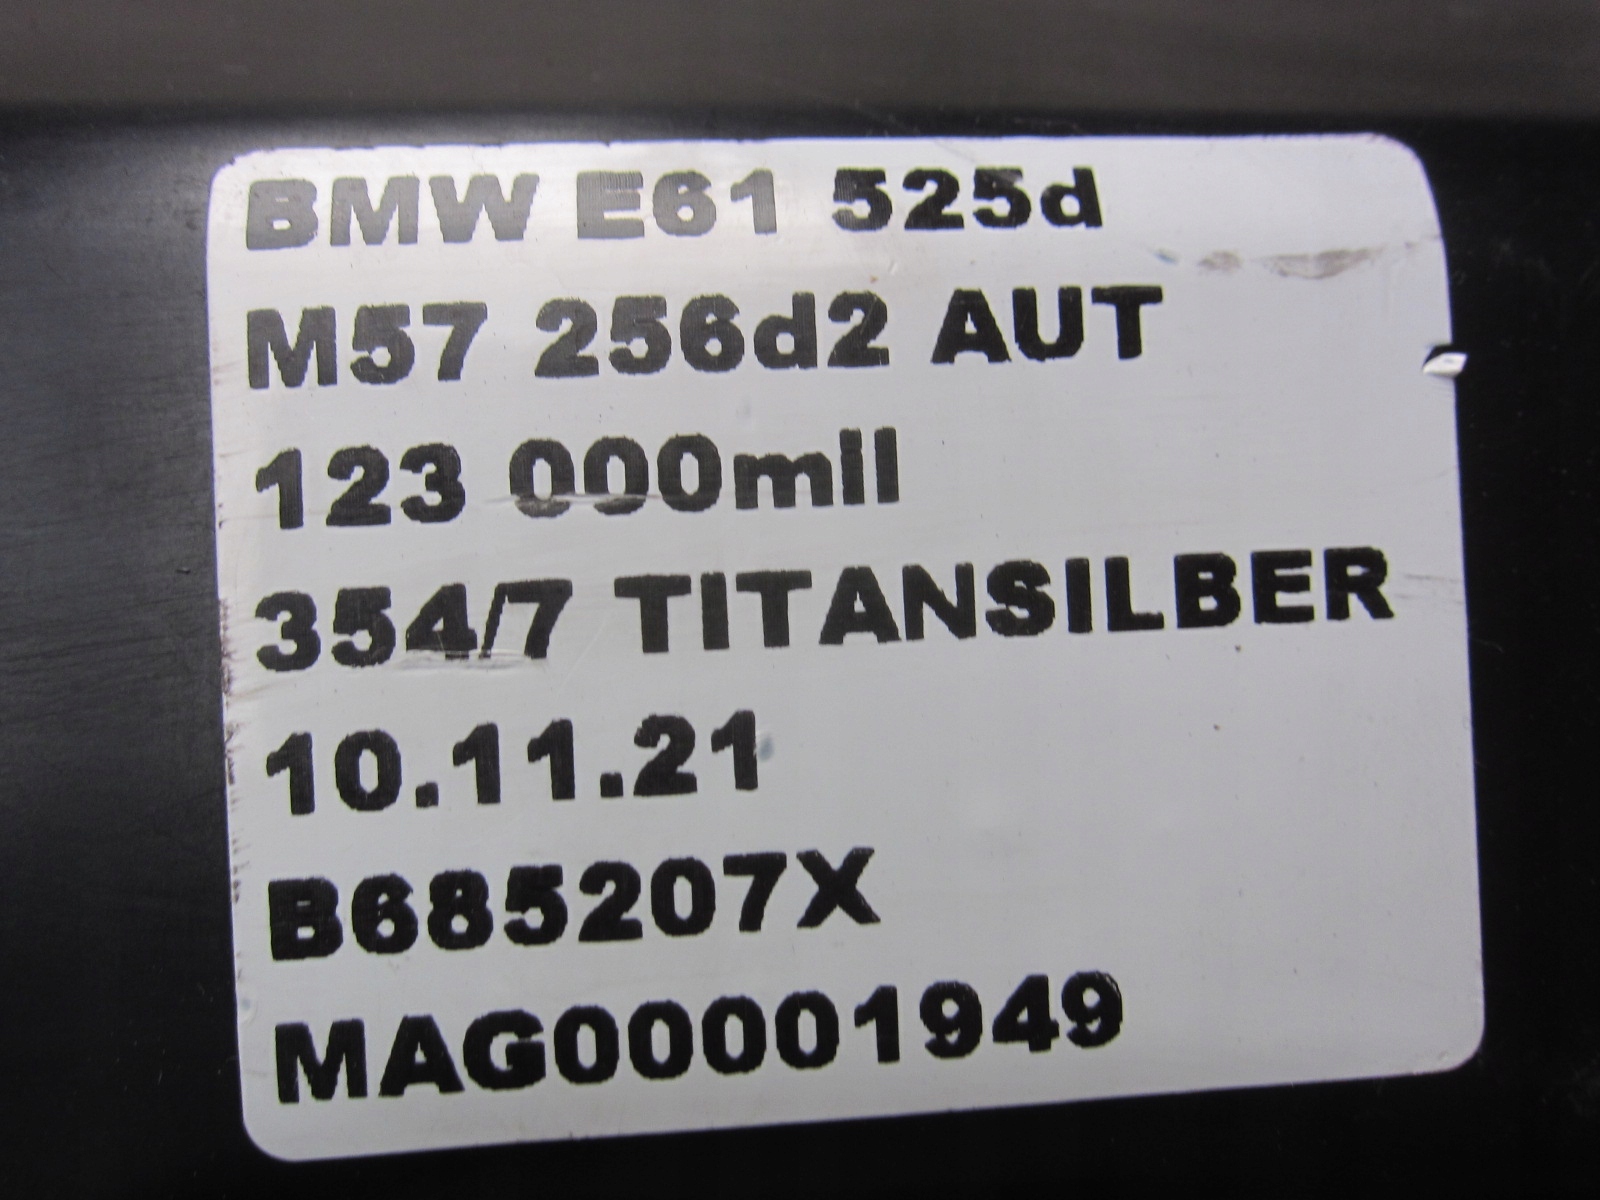 BMW E61 525d
M57 256d2 AUT
123 000mil
354/7 TITANSILBER
10.11.21
B685207X
MAG00001949